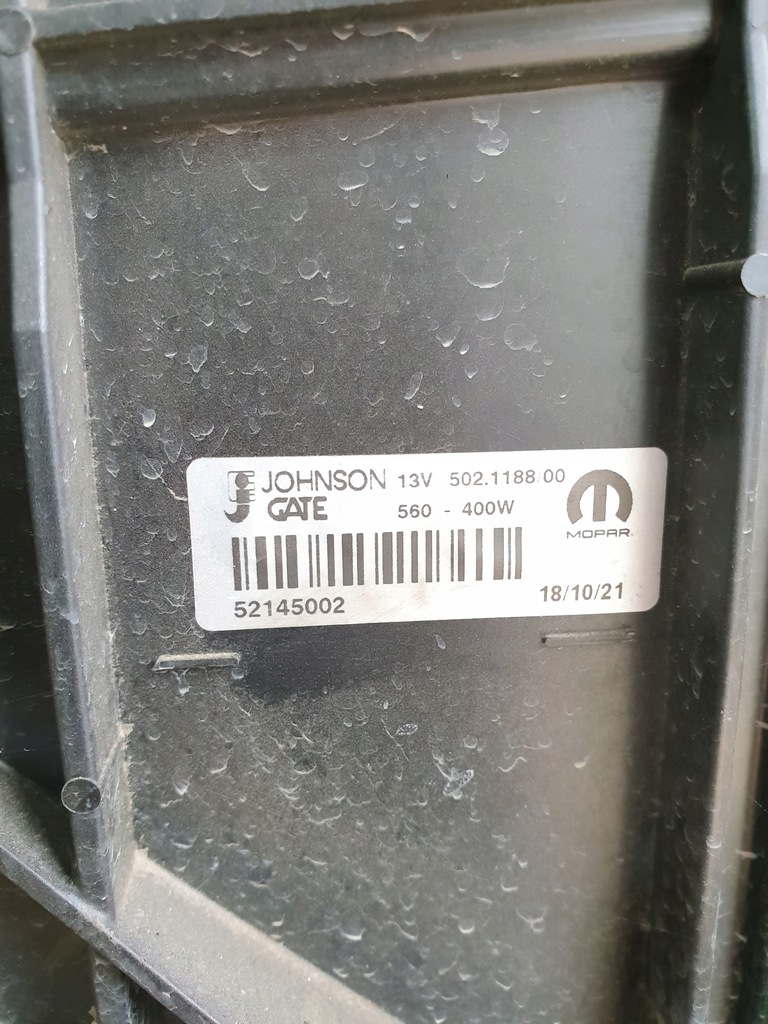 JOHNSON 13V 502.1188.00
GATE 560 - 400W
MOPAR
52145002
18/10/21